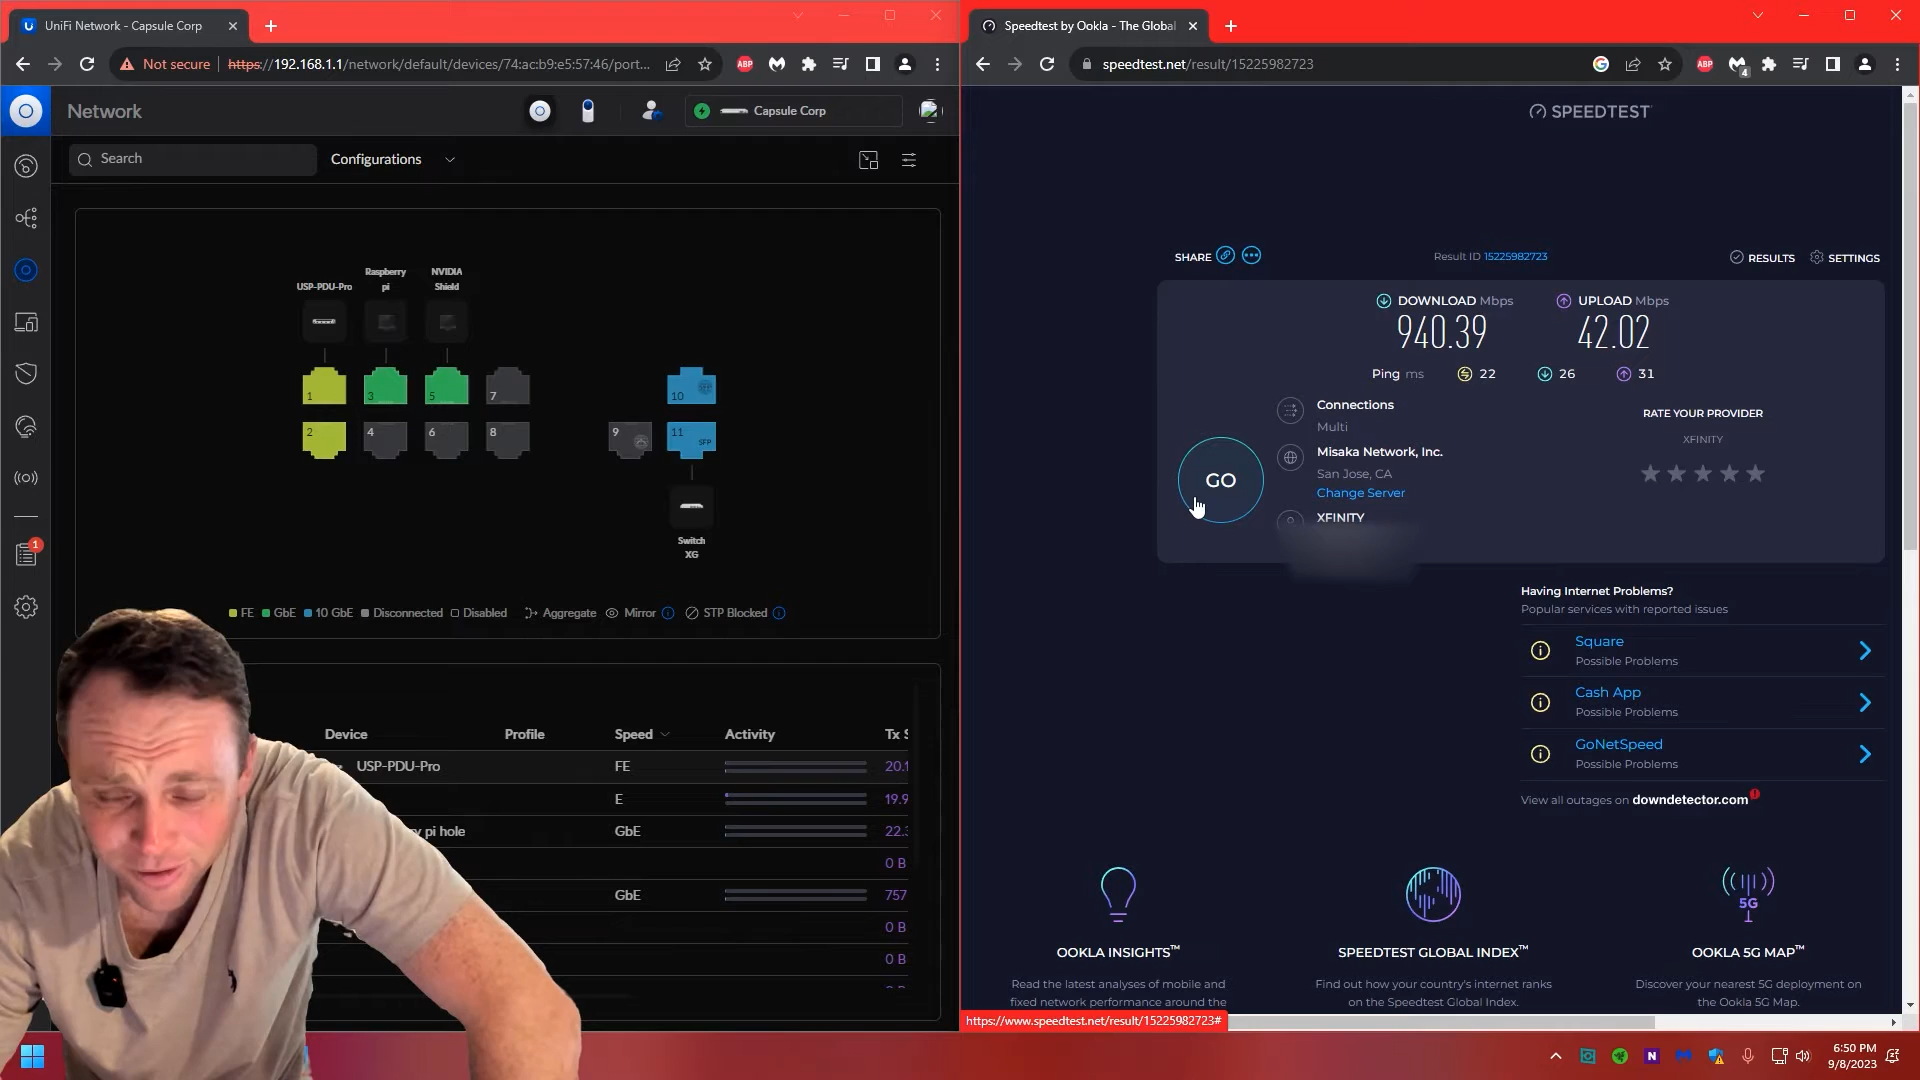 UniFi Network - Capsule Corp
Not secure
https://192.168.1.1/network/default/devices/74:ac:b9:e5:57:46/port...
Network
Capsule Corp
Search
Configurations
USP-PDU-Pro
Raspberry
pi
NVIDIA
Shield
1
3
5
7
10
2
4
6
8
9
11
SFP
Switch
XG
FE
GbE
10 GbE
Disconnected
Disabled
Aggregate
Mirror
STP Blocked
1
Device
Profile
Speed
Activity
Tx
USP-PDU-Pro
FE
20.1
E
19.9
pi hole
GbE
22.
0 B
GbE
757
0 B
0 B
Speedtest by Ookla - The Global
speedtest.net/result/15225982723
ABP
4
SPEEDTEST
SHARE
Result ID 15225982723
RESULTS
SETTINGS
DOWNLOAD Mbps
940.39
UPLOAD Mbps
42.02
Ping ms
22
26
31
Connections
Multi
Misaka Network, Inc.
San Jose, CA
Change Server
XFINITY
GO
RATE YOUR PROVIDER
XFINITY
Having Internet Problems?
Popular services with reported issues
Square
Possible Problems
Cash App
Possible Problems
GoNetSpeed
Possible Problems
View all outages on downdetector.com
5G
OOKLA INSIGHTS™
Read the latest analyses of mobile and
fixed network performance around the
SPEEDTEST GLOBAL INDEX™
Find out how your country's internet ranks
on the Speedtest Global Index.
OOKLA 5G MAP™
Discover your nearest 5G deployment on
the Ookla 5G Map.
https://www.speedtest.net/result/15225982723#
6:50 PM
9/8/2023